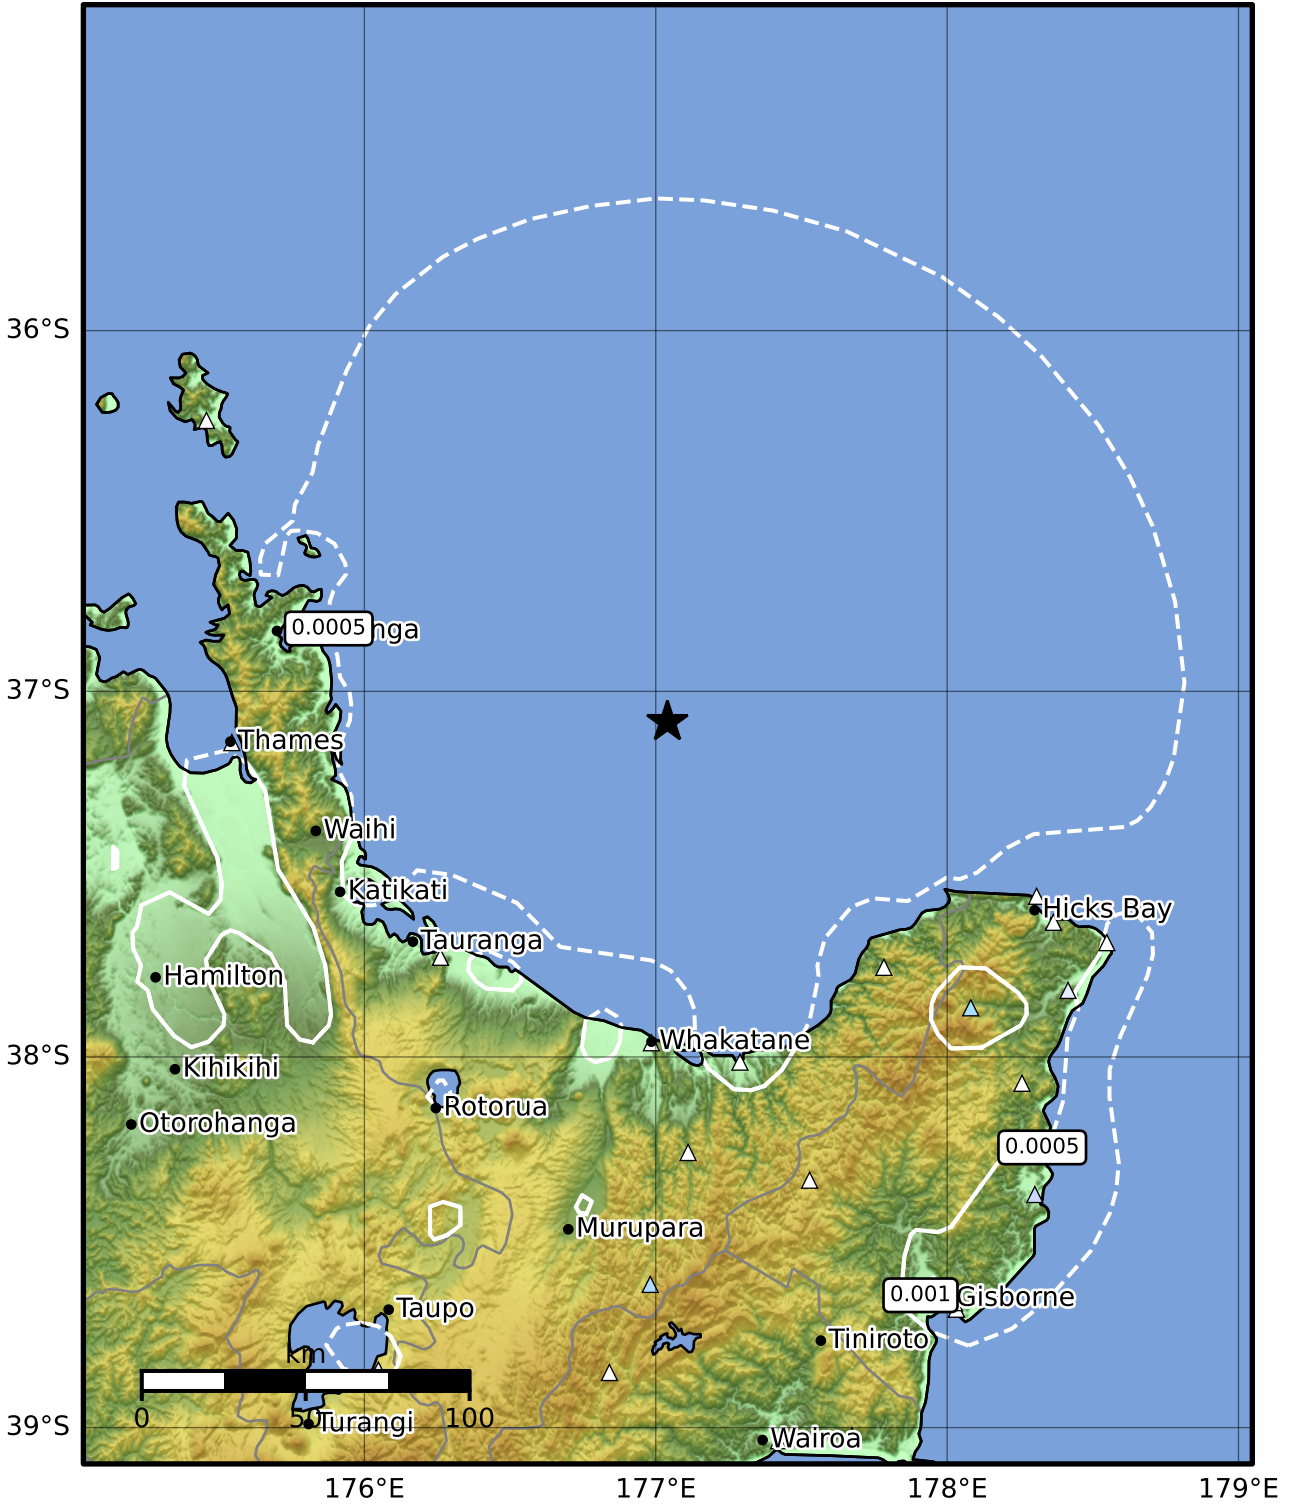 36°S
0.0005
nga
37°S
Thames
Waihi
Katikati
Hicks Bay
Tauranga
Hamilton
Whakatane
38°S
Kihikihi
Rotorua
Otorohanga
0.0005
Murupara
0.001
Gisborne
Taupo
Tiniroto
km
0
50
100
Turangi
39°S
Wairoa
176°E
177°E
178°E
179°E